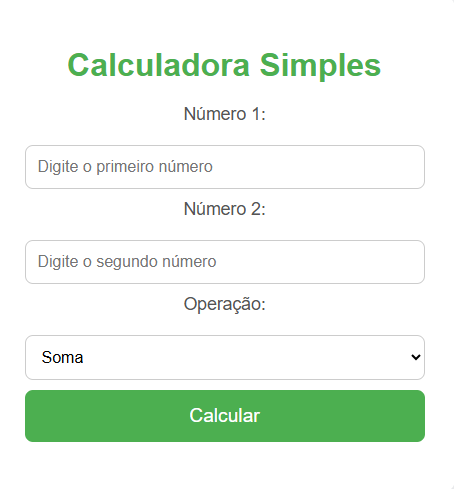 Calculadora Simples
Número 1:
Digite o primeiro número
Número 2:
Digite o segundo número
Operação:
Soma
Calcular